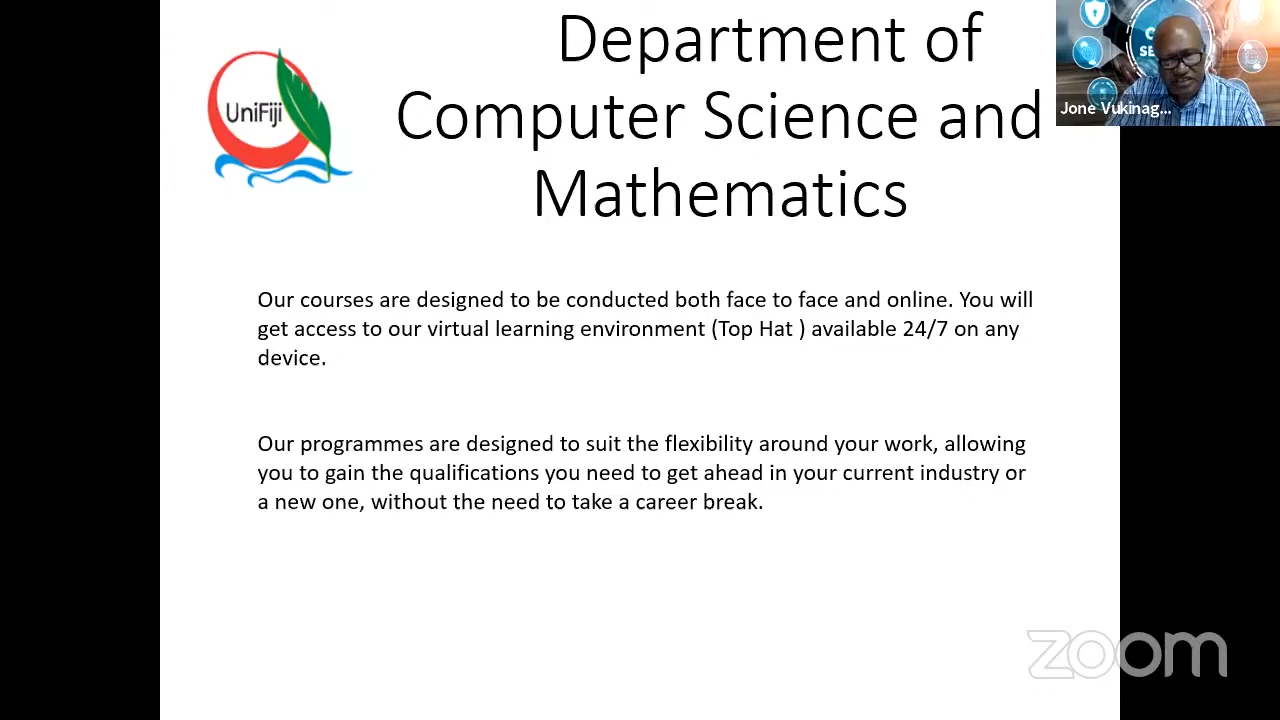 Department of
Computer Science and
Mathematics
UniFiji
Jone Vukinag...
Our courses are designed to be conducted both face to face and online. You will
get access to our virtual learning environment (Top Hat ) available 24/7 on any
device.
Our programmes are designed to suit the flexibility around your work, allowing
you to gain the qualifications you need to get ahead in your current industry or
a new one, without the need to take a career break.
zoom